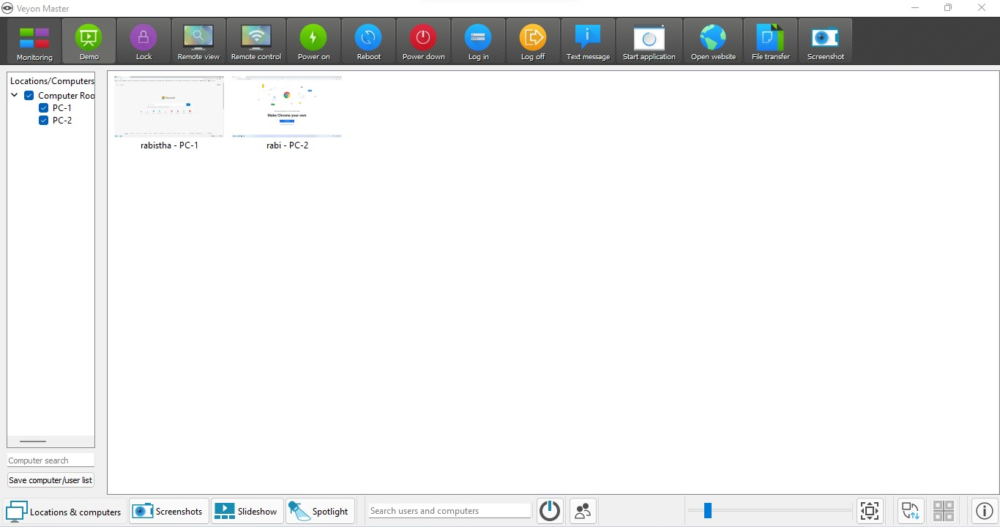 Veyon Master
Monitoring
Demo
Lock
Remote view
Remote control
Power on
Reboot
Power down
Log in
Log off
Text message
Start application
Open website
File transfer
Screenshot
Locations/Computers
Computer Roo
PC-1
PC-2
Microsoft
Make Chrome your own
rabistha - PC-1
rabi - PC-2
Computer search
Save computer/user list
Locations & computers
Screenshots
Slideshow
Spotlight
Search users and computers